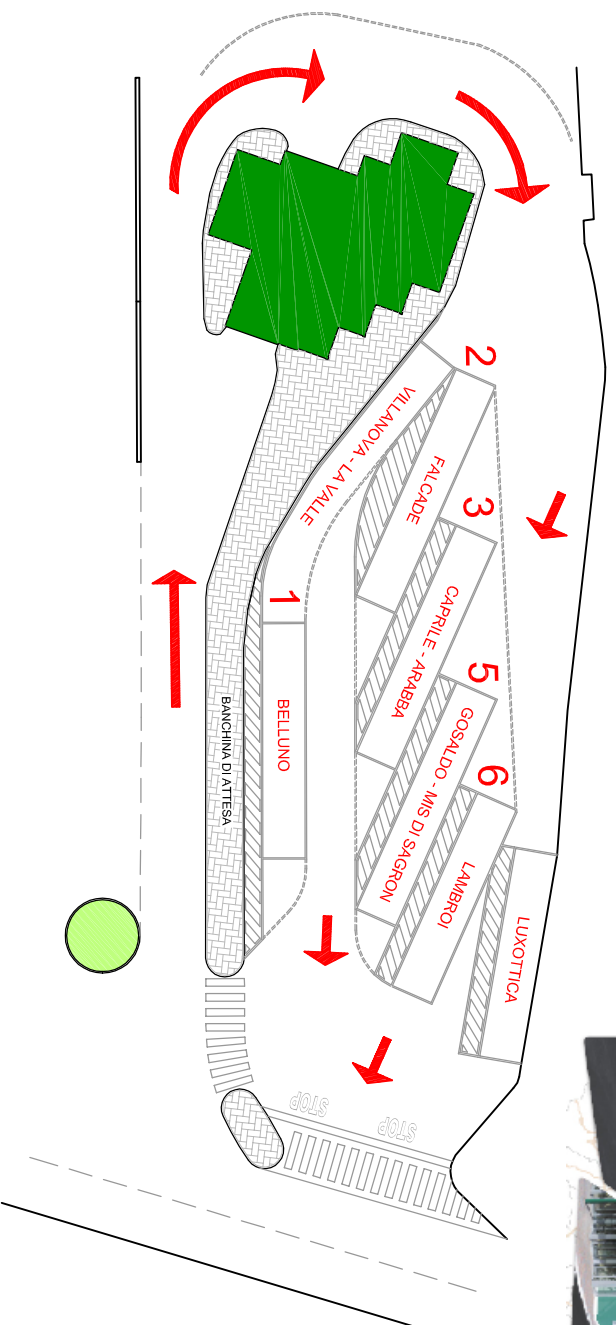 2
VILLANOVA - LA VALLE
FALCADE
3
CAPRILE - ARABBA
1
BELLUNO
5
GOSALDO - MIS DI SAGRON
6
LAMBROI
LUXOTTICA
BANCHINA DI ATTESA
STOP
STOP